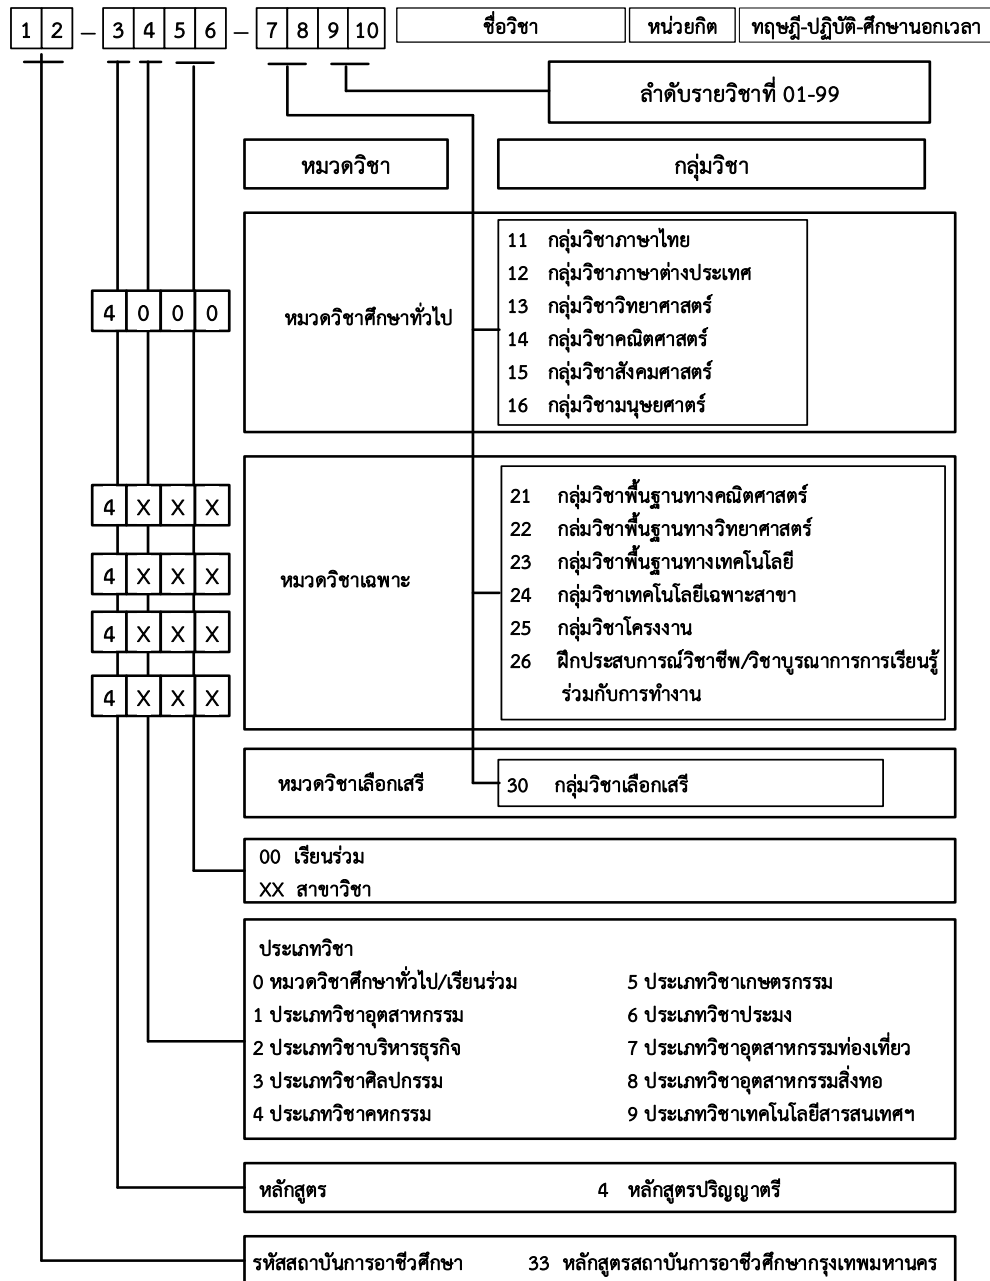 1 2 – 3 4 5 6 – 7 8 9 10 ชื่อวิชา หน่วยกิต ทฤษฎี-ปฏิบัติ-ศึกษานอกเวลา
ลำดับรายวิชาที่ 01-99
หมวดวิชา กลุ่มวิชา
11 กลุ่มวิชาภาษาไทย
12 กลุ่มวิชาภาษาต่างประเทศ
4 0 0 0 หมวดวิชาศึกษาทั่วไป 13 กลุ่มวิชาวิทยาศาสตร์
14 กลุ่มวิชาคณิตศาสตร์
15 กลุ่มวิชาสังคมศาสตร์
16 กลุ่มวิชามนุษยศาตร์
4 X X X 21 กลุ่มวิชาพื้นฐานทางคณิตศาสตร์
22 กล่มวิชาพื้นฐานทางวิทยาศาสตร์
4 X X X หมวดวิชาเฉพาะ 23 กลุ่มวิชาพื้นฐานทางเทคโนโลยี
24 กลุ่มวิชาเทคโนโลยีเฉพาะสาขา
4 X X X 25 กลุ่มวิชาโครงงาน
26 ฝึกประสบการณ์วิชาชีพ/วิชาบูรณาการการเรียนรู้
4 X X X ร่วมกับการทำงาน
หมวดวิชาเลือกเสรี 30 กลุ่มวิชาเลือกเสรี
00 เรียนร่วม
XX สาขาวิชา
ประเภทวิชา
0 หมวดวิชาศึกษาทั่วไป/เรียนร่วม 5 ประเภทวิชาเกษตรกรรม
1 ประเภทวิชาอุตสาหกรรม 6 ประเภทวิชาประมง
2 ประเภทวิชาบริหารธุรกิจ 7 ประเภทวิชาอุตสาหกรรมท่องเที่ยว
3 ประเภทวิชาศิลปกรรม 8 ประเภทวิชาอุตสาหกรรมสิ่งทอ
4 ประเภทวิชาคหกรรม 9 ประเภทวิชาเทคโนโลยีสารสนเทศฯ
หลักสูตร 4 หลักสูตรปริญญาตรี
รหัสสถาบันการอาชีวศึกษา 33 หลักสูตรสถาบันการอาชีวศึกษากรุงเทพมหานคร